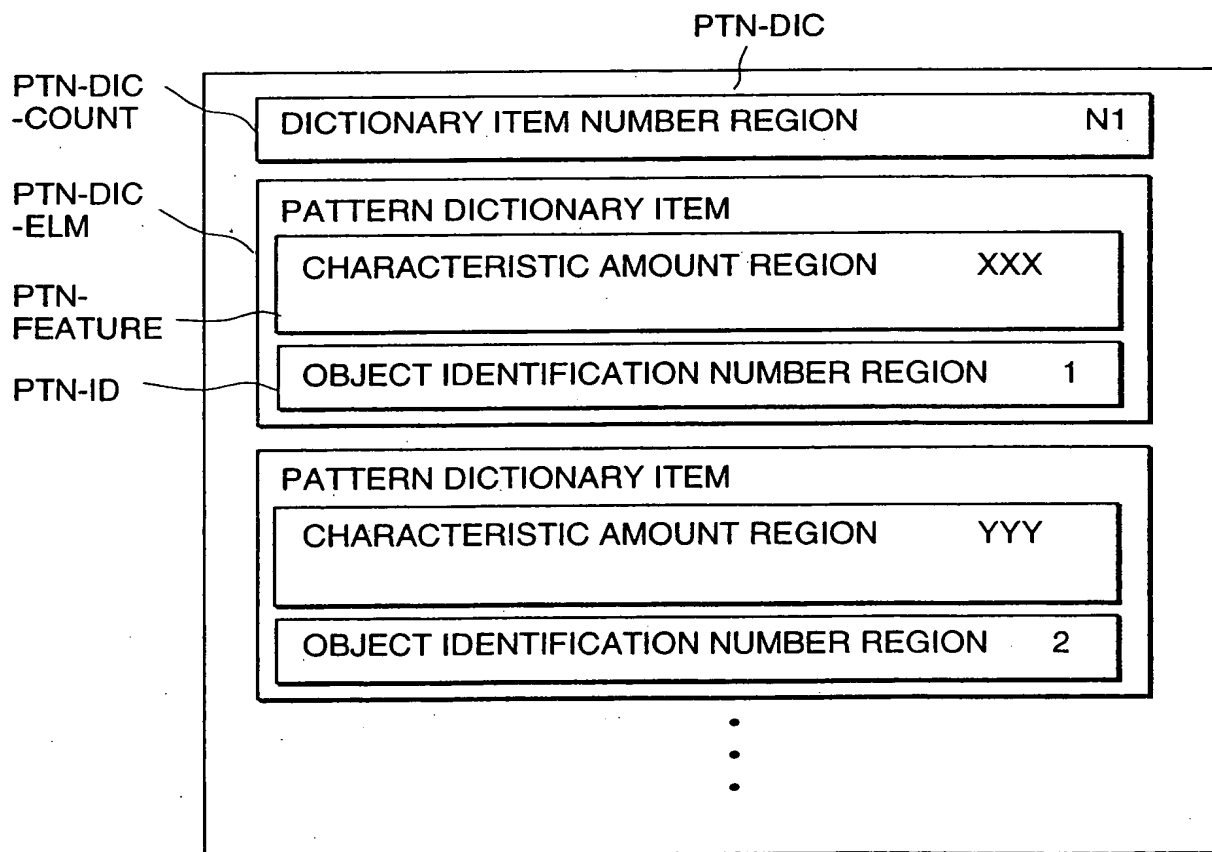 PTN-DIC
PTN-DIC
-COUNT
DICTIONARY ITEM NUMBER REGION N1
PTN-DIC
-ELM
PATTERN DICTIONARY ITEM
CHARACTERISTIC AMOUNT REGION XXX
PTN-
FEATURE
OBJECT IDENTIFICATION NUMBER REGION 1
PTN-ID
PATTERN DICTIONARY ITEM
CHARACTERISTIC AMOUNT REGION YYY
OBJECT IDENTIFICATION NUMBER REGION 2